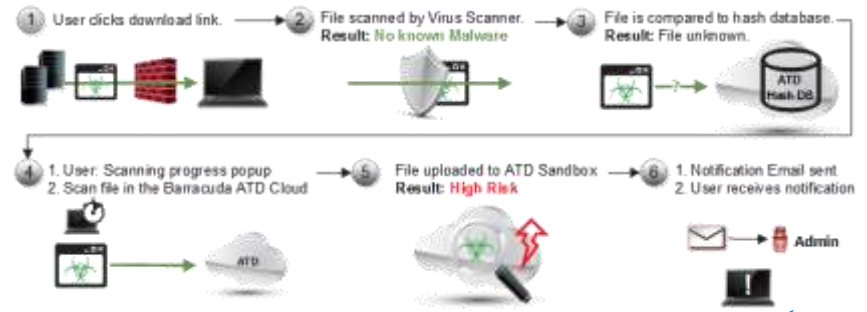 1 User clicks download link.
2 File scanned by Virus Scanner.
Result: No known Malware
3 File is compared to hash database.
Result: File unknown.
?
ATD
Hash-DB
4 1. User: Scanning progress popup
2. Scan file in the Barracuda ATD Cloud
ATD
5 File uploaded to ATD Sandbox
Result: High Risk
6 1. Notification Email sent
2. User receives notification
Admin
!